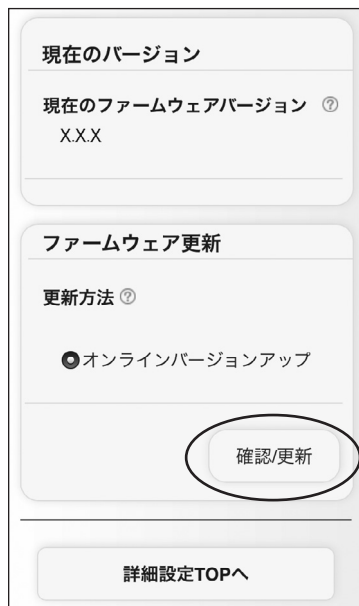 現在のバージョン
現在のファームウェアバージョン ?
X.X.X
ファームウェア更新
更新方法 ?
オンラインバージョンアップ
確認/更新
詳細設定TOPへ